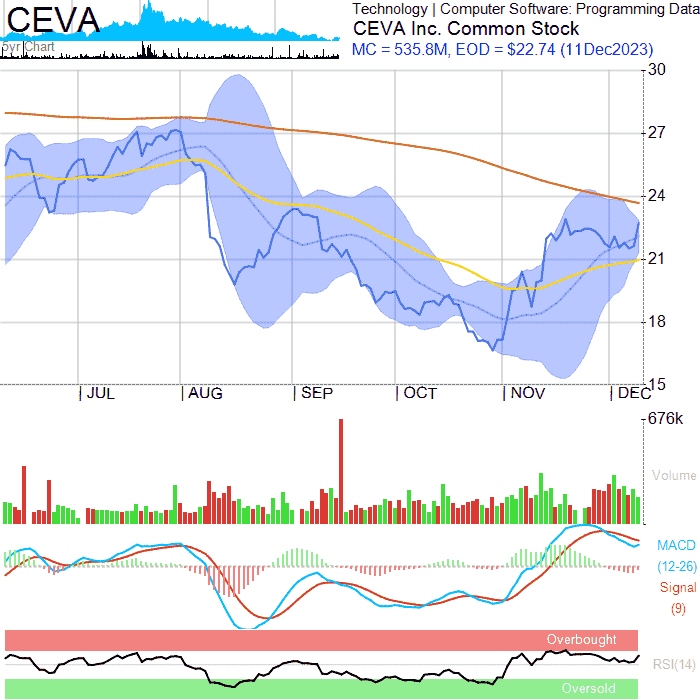 CEVA
5yr Chart
Technology | Computer Software: Programming Data
CEVA Inc. Common Stock
MC = 535.8M, EOD = $22.74 (11Dec2023)
30
27
24
21
18
15
JUL AUG SEP OCT NOV DEC
676k
Volume
MACD
(12-26)
Signal
(9)
Overbought
RSI(14)
Oversold